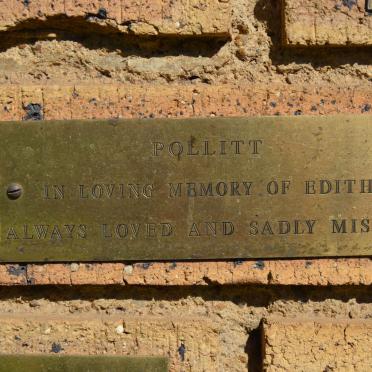 POLLITT
IN LOVING MEMORY OF EDITH
ALWAYS LOVED AND SADLY MIS